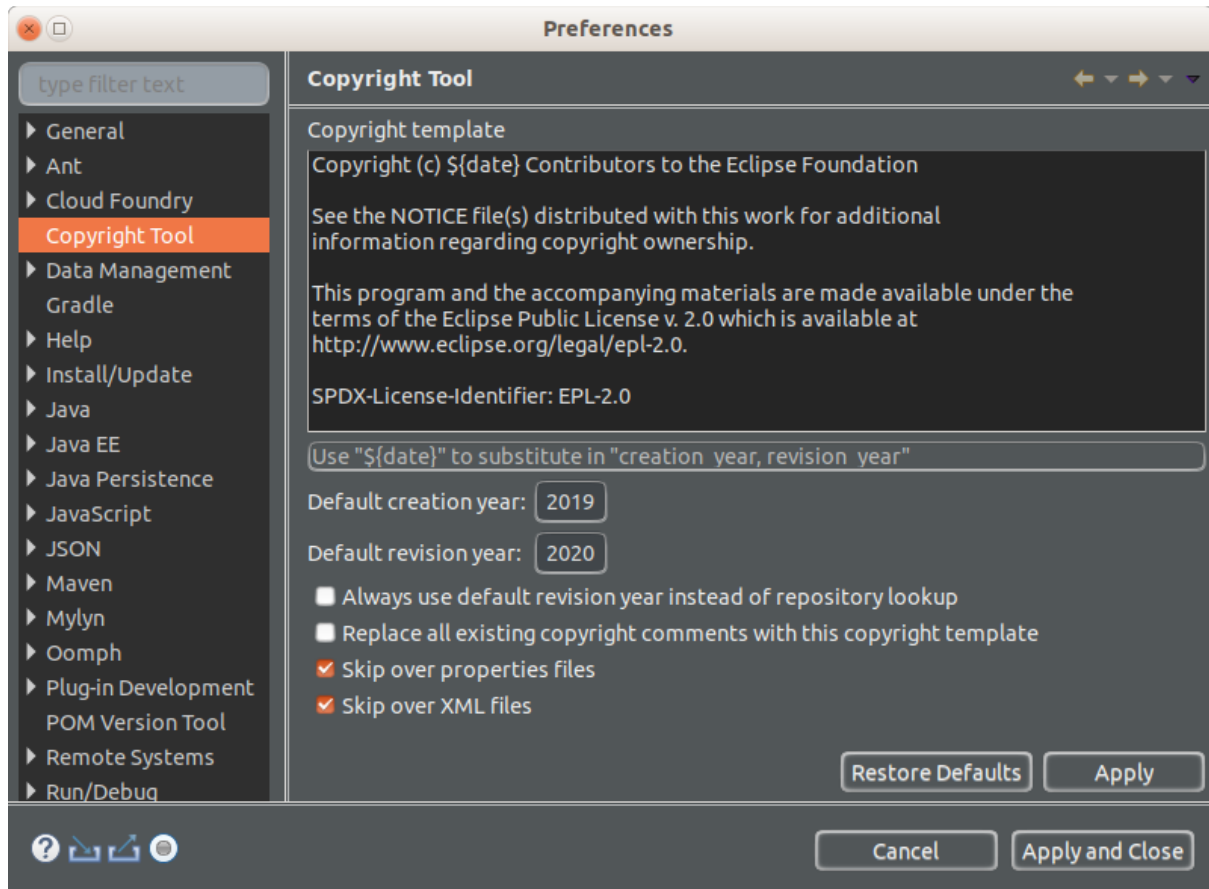 Preferences
type filter text
General
Ant
Cloud Foundry
Copyright Tool
Data Management
Gradle
Help
Install/Update
Java
Java EE
Java Persistence
JavaScript
JSON
Maven
Mylyn
Oomph
Plug-in Development
POM Version Tool
Remote Systems
Run/Debug
Copyright Tool
Copyright template
Copyright (c) ${date} Contributors to the Eclipse Foundation
See the NOTICE file(s) distributed with this work for additional
information regarding copyright ownership.
This program and the accompanying materials are made available under the
terms of the Eclipse Public License v. 2.0 which is available at
http://www.eclipse.org/legal/epl-2.0.
SPDX-License-Identifier: EPL-2.0
Use "${date}" to substitute in "creation_year, revision_year"
Default creation year: 2019
Default revision year: 2020
Always use default revision year instead of repository lookup
Replace all existing copyright comments with this copyright template
Skip over properties files
Skip over XML files
Restore Defaults Apply
Cancel Apply and Close